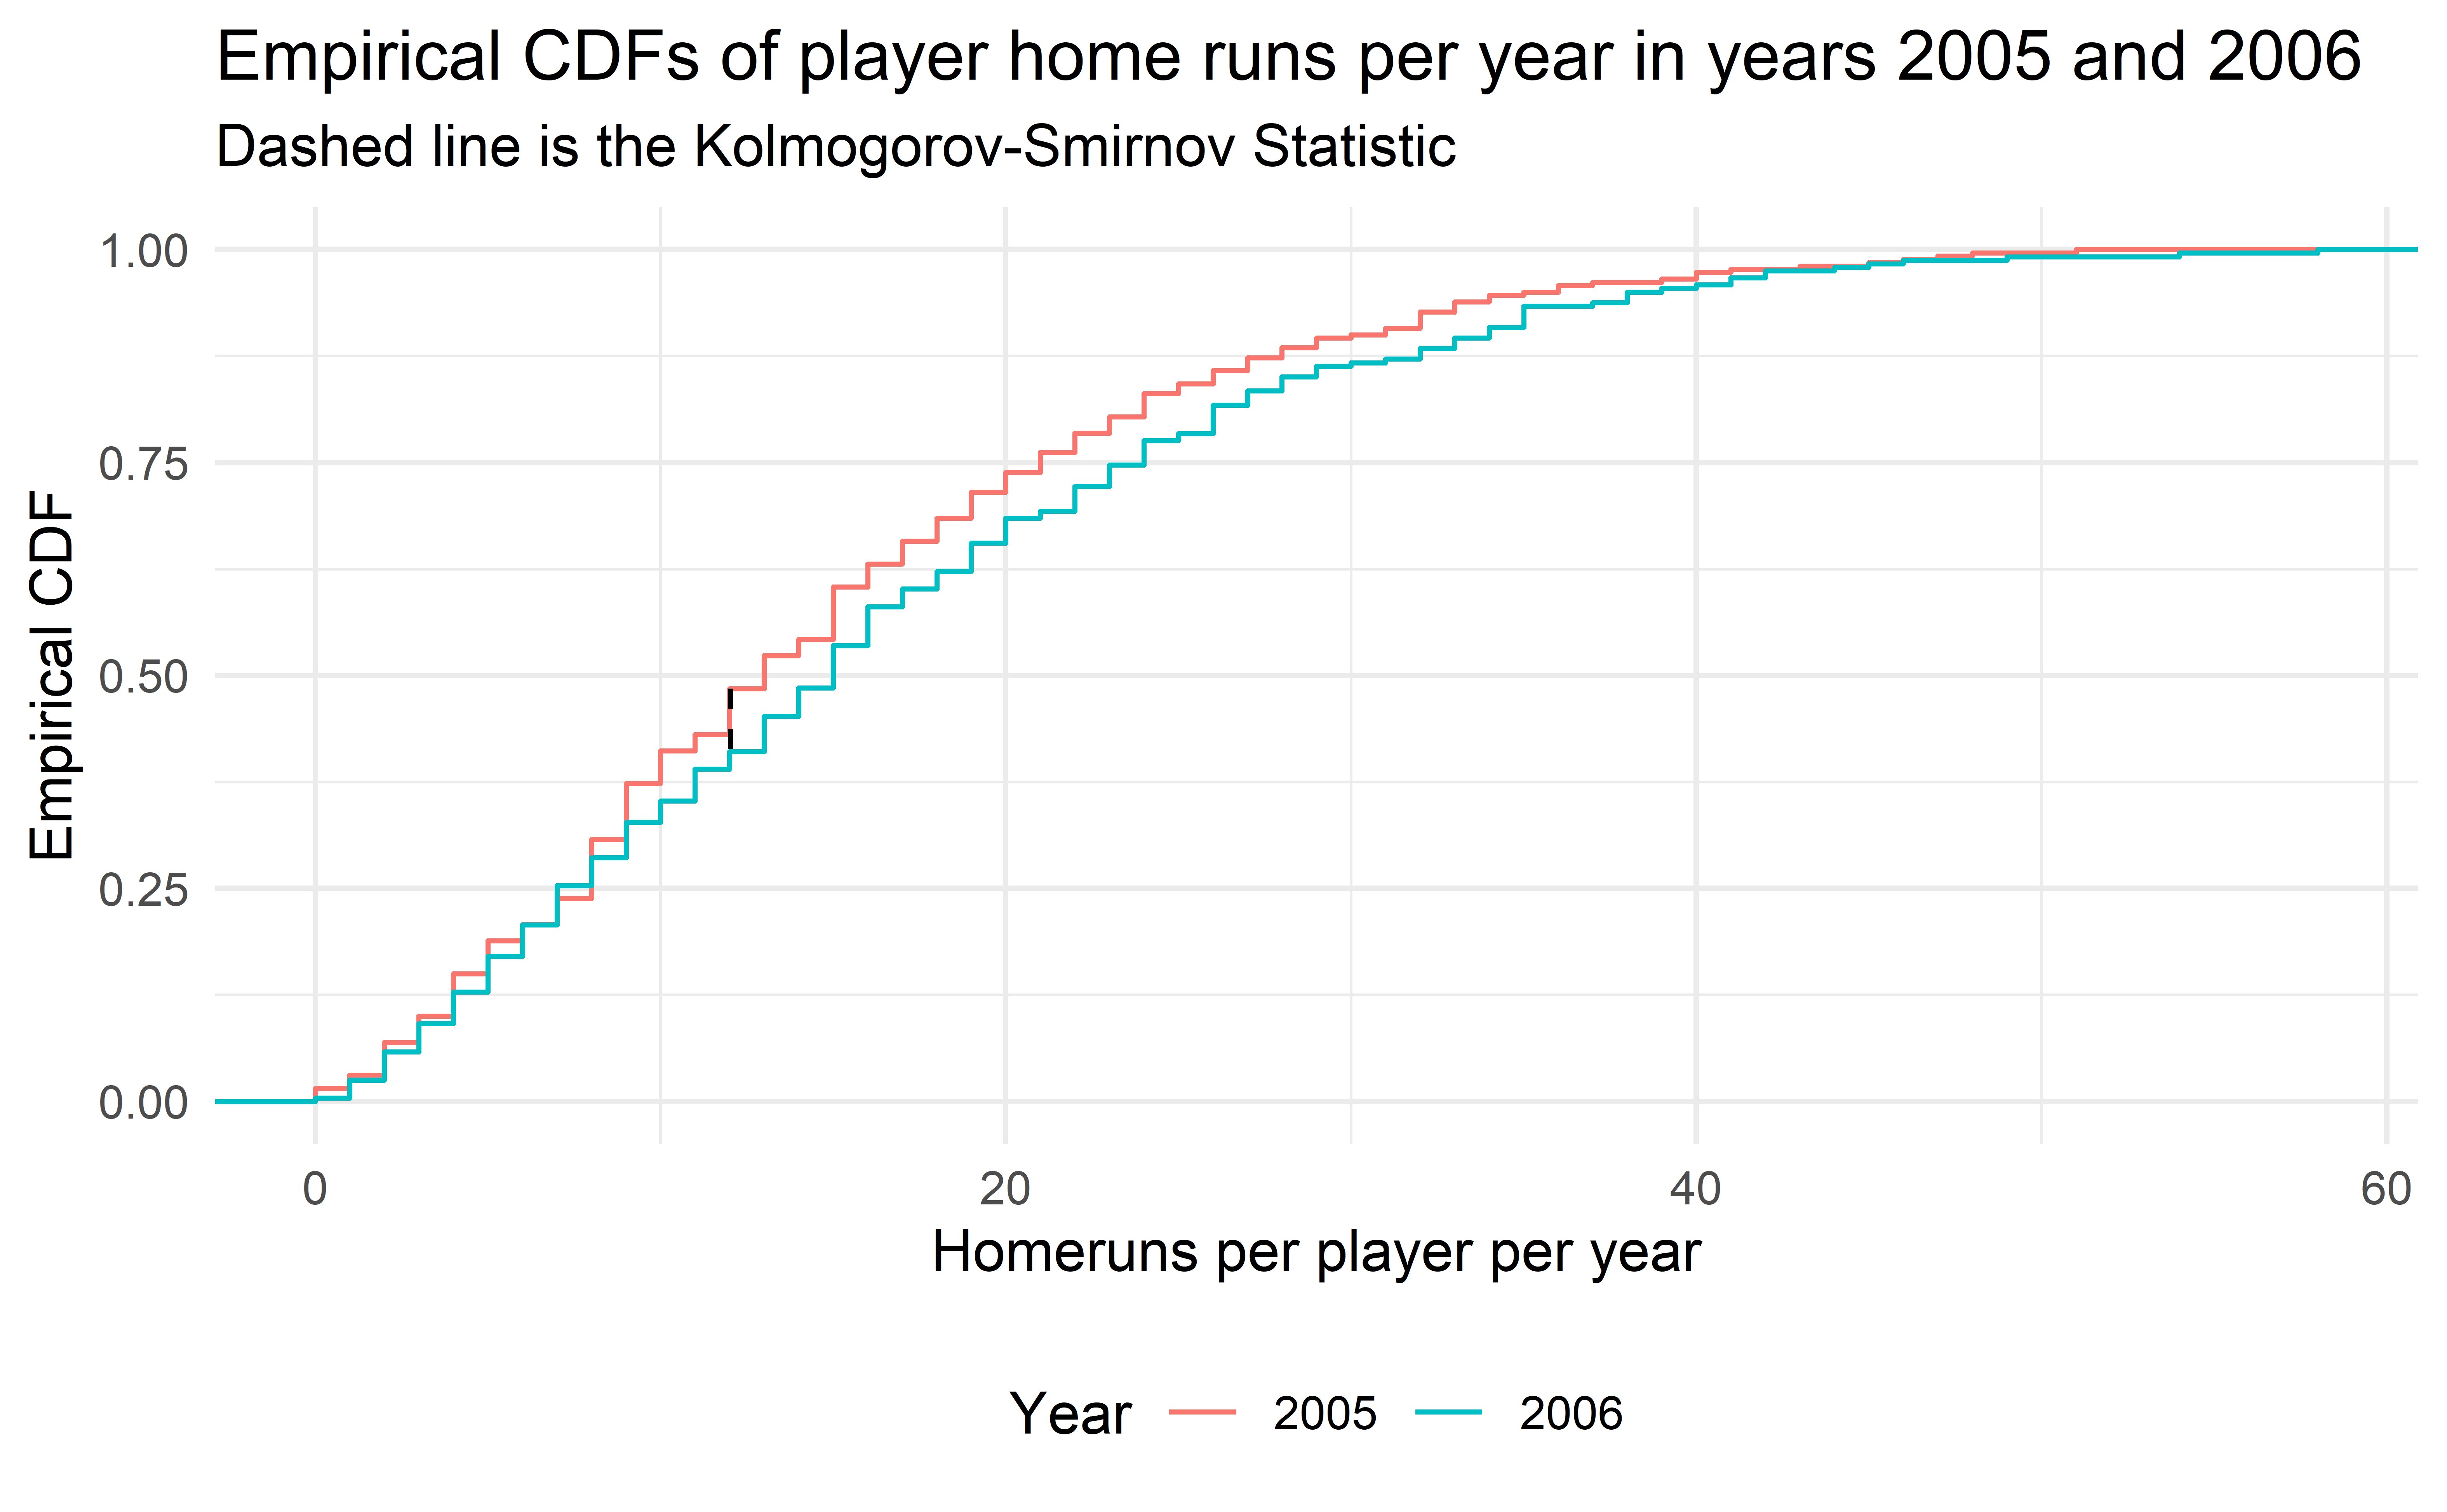 Empirical CDFs of player home runs per year in years 2005 and 2006
Dashed line is the Kolmogorov-Smirnov Statistic
Empirical CDF
1.00
0.75
0.50
0.25
0.00
0 20 40 60
Homeruns per player per year
Year 2005 2006